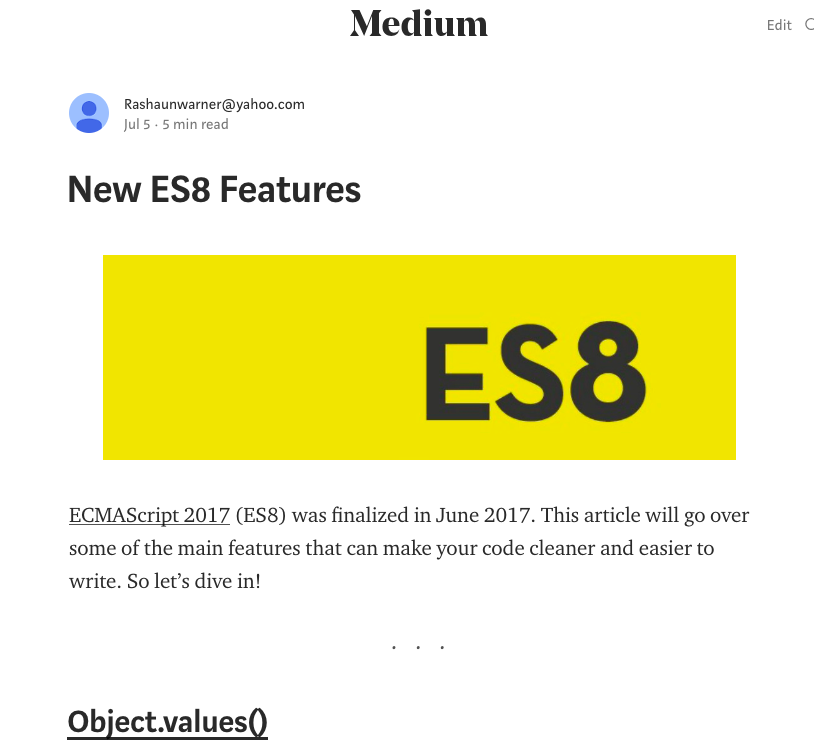 Medium
Edit
Rashaunwarner@yahoo.com
Jul 5 · 5 min read
New ES8 Features
ES8
ECMAScript 2017 (ES8) was finalized in June 2017. This article will go over
some of the main features that can make your code cleaner and easier to
write. So let’s dive in!
. . .
Object.values()